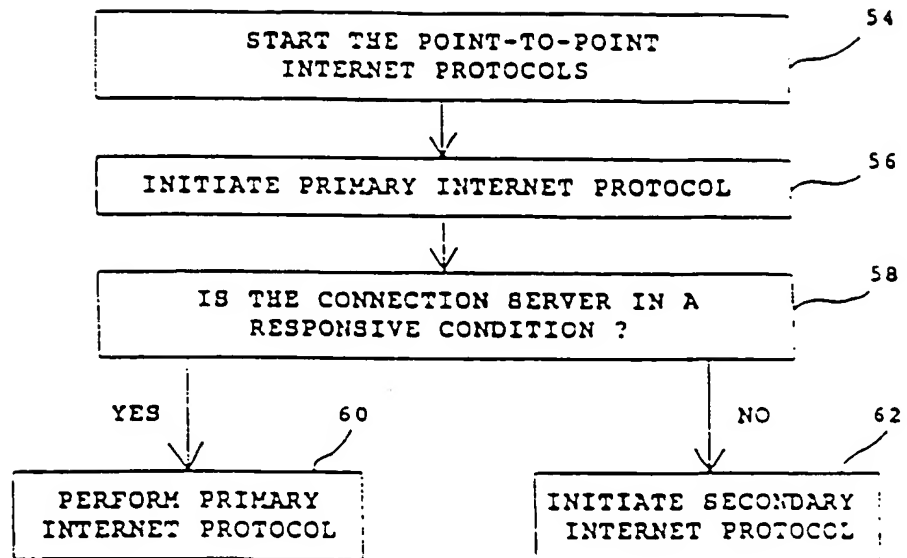 54
START THE POINT-TO-POINT
INTERNET PROTOCOLS
56
INITIATE PRIMARY INTERNET PROTOCOL
58
IS THE CONNECTION SERVER IN A
RESPONSIVE CONDITION ?
YES
60
NO
62
PERFORM PRIMARY
INTERNET PROTOCOL
INITIATE SECONDARY
INTERNET PROTOCOL